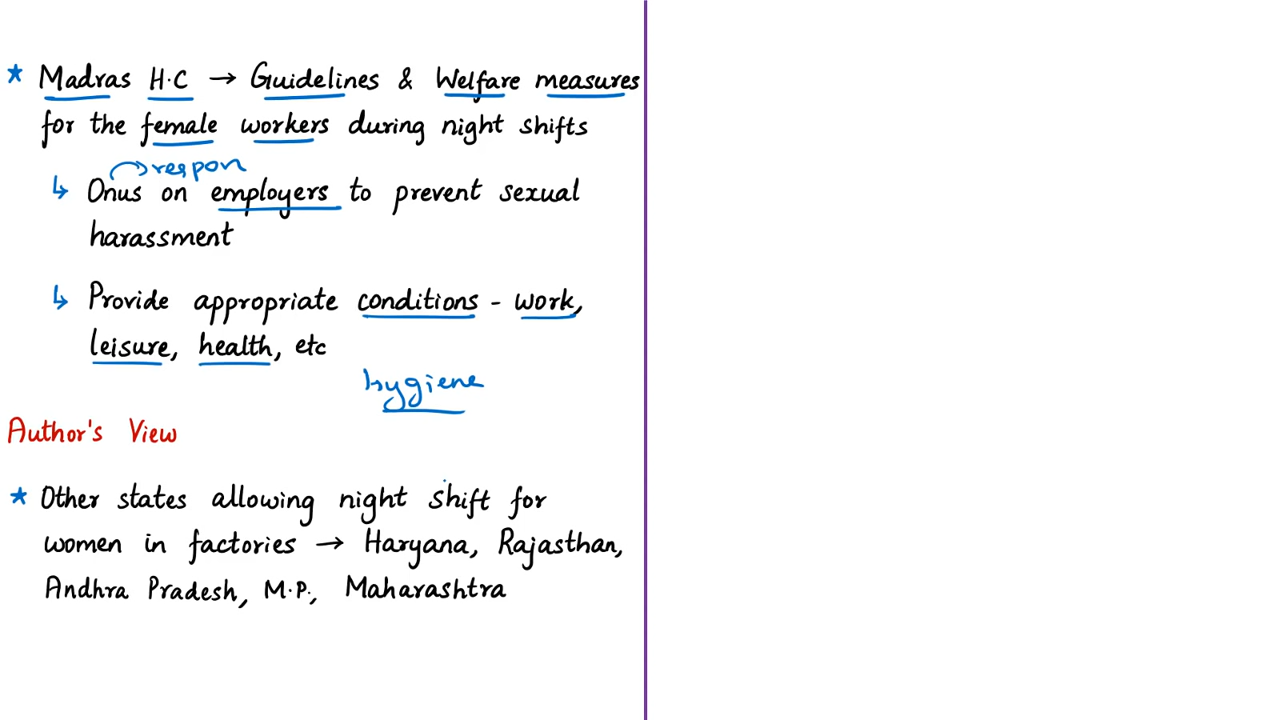 * Madras H.C → Guidelines & Welfare measures
for the female workers during night shifts
→ respon
↳ Onus on employers to prevent sexual
harassment
↳ Provide appropriate conditions - work,
leisure, health, etc
hygiene
Author's View
* Other states allowing night shift for
women in factories → Haryana, Rajasthan,
Andhra Pradesh, M.P., Maharashtra